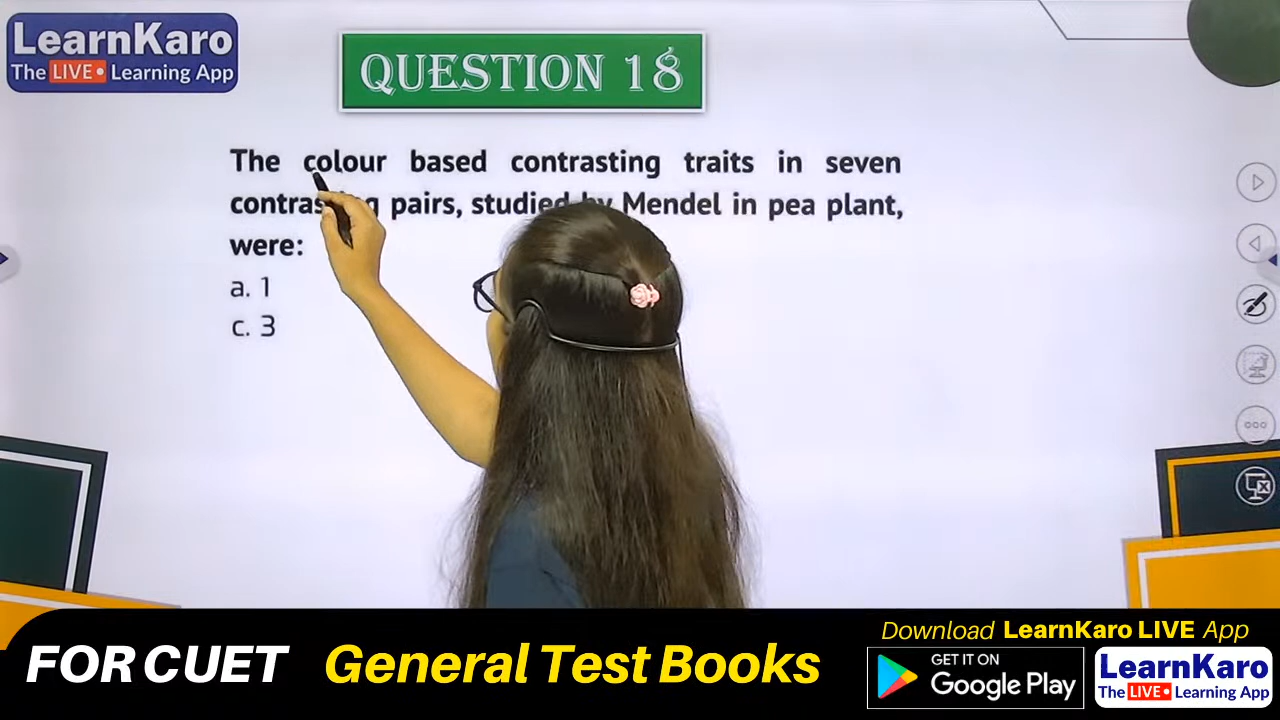 LearnKaro
The LIVE Learning App
QUESTION 18
The colour based contrasting traits in seven
pairs, studied by Mendel in pea plant,
were:
a. 1
c. 3
FOR CUET General Test Books
Download LearnKaro LIVE App
GET IT ON
Google Play
LearnKaro
The LIVE Learning App